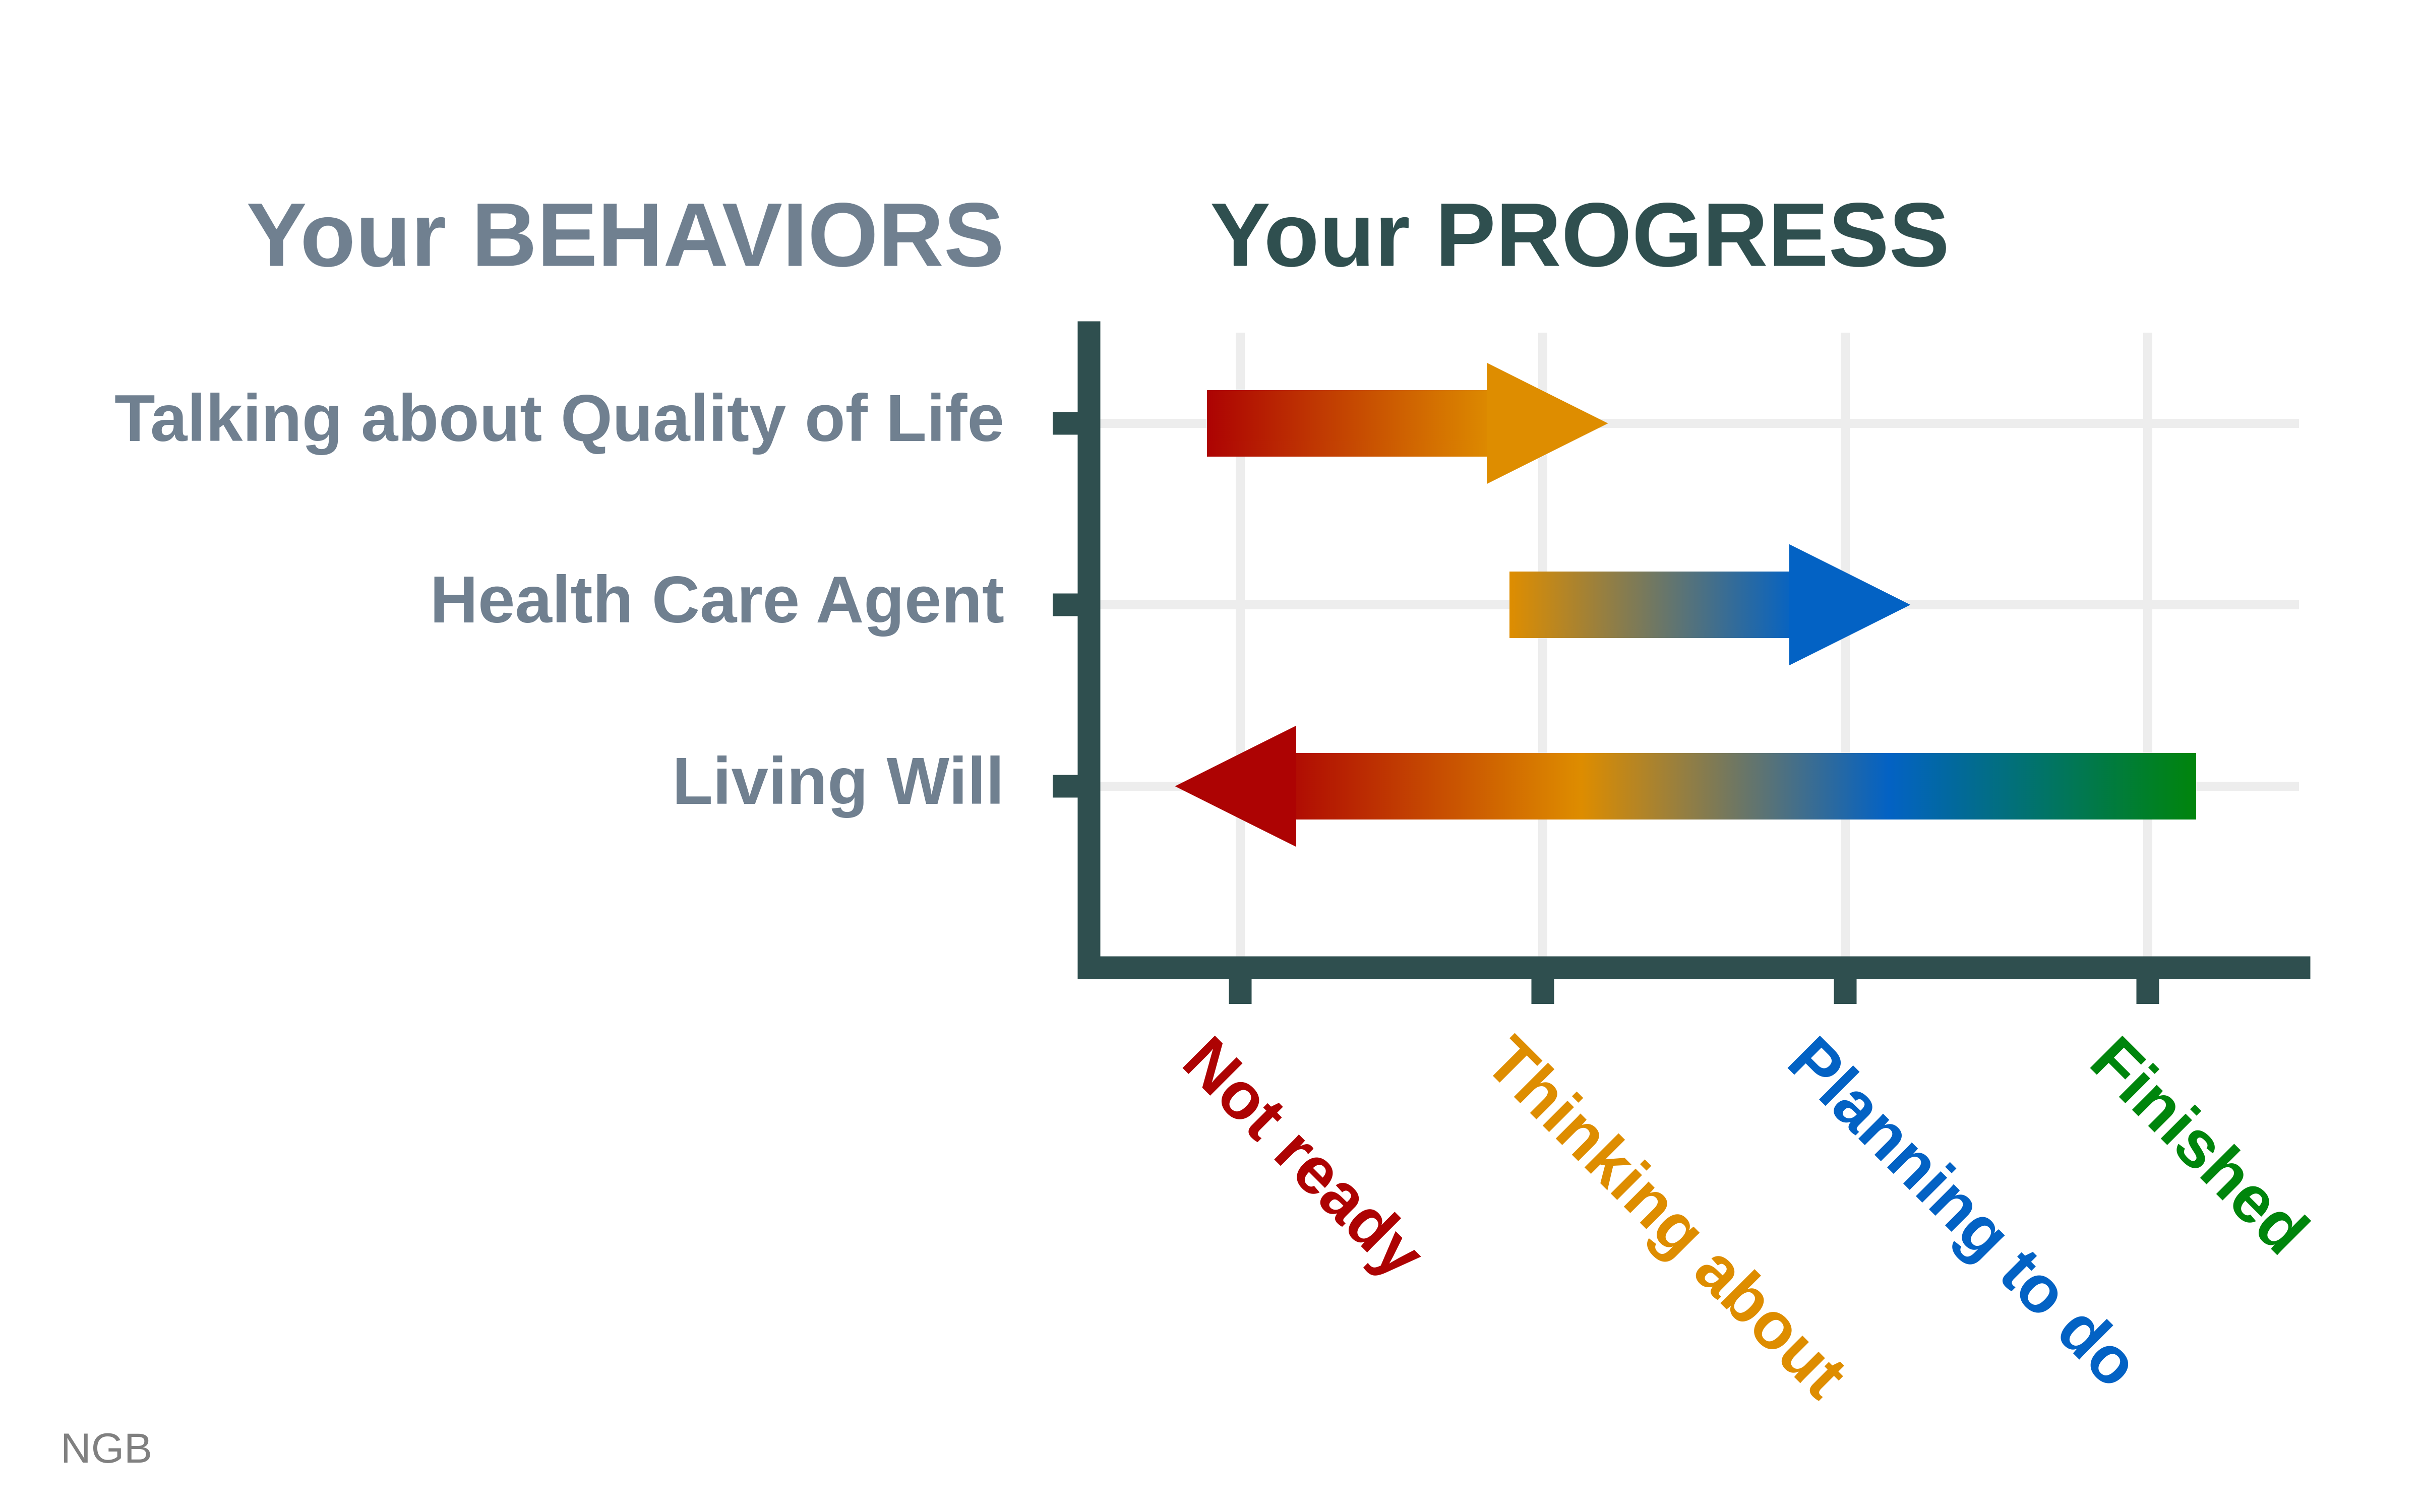 Your BEHAVIORS
Your PROGRESS
Talking about Quality of Life
Health Care Agent
Living Will
Not ready
Thinking about
Planning to do
Finished
NGB